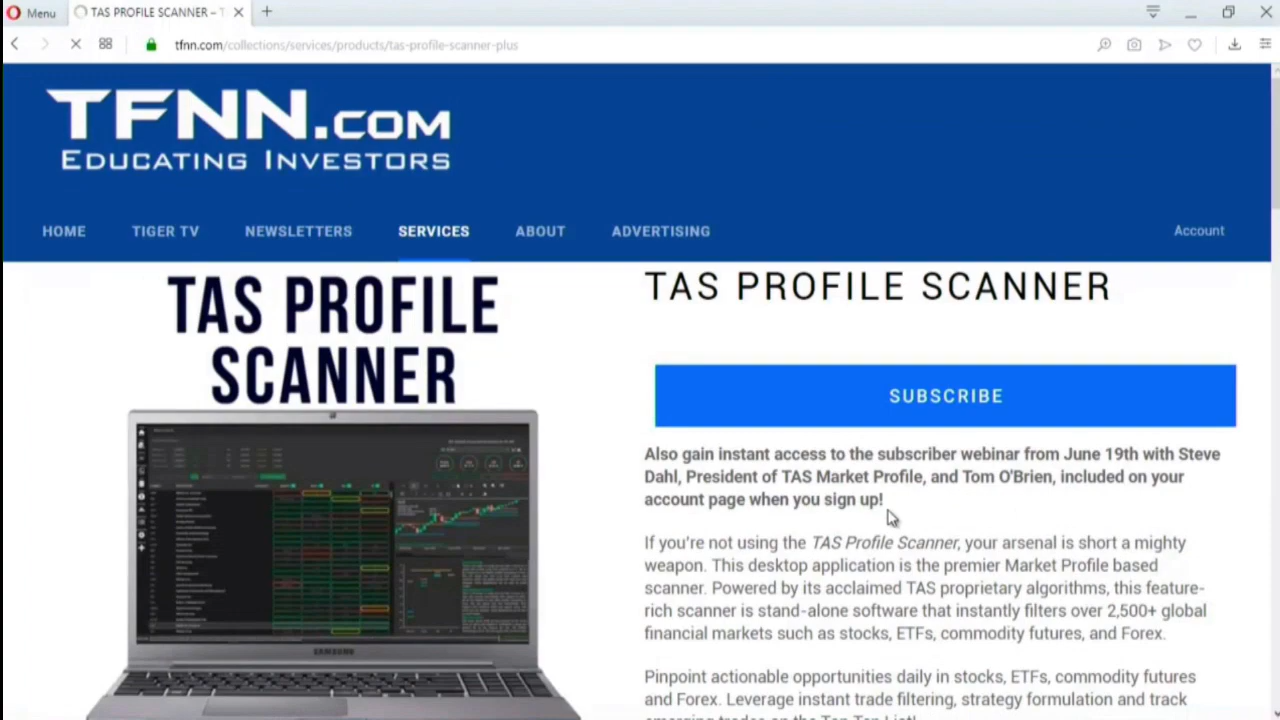 Menu
TAS PROFILE SCANNER –
tfnn.com/collections/services/products/tas-profile-scanner-plus
TFNN.COM
EDUCATING INVESTORS
HOME TIGER TV NEWSLETTERS SERVICES ABOUT ADVERTISING Account
TAS PROFILE
SCANNER
SAMSUNG
TAS PROFILE SCANNER
SUBSCRIBE
Also gain instant access to the subscriber webinar from June 19th with Steve
Dahl, President of TAS Market Profile, and Tom O'Brien, included on your
account page when you sign up!
If you're not using the TAS Profile Scanner, your arsenal is short a mighty
weapon. This desktop application is the premier Market Profile based
scanner. Powered by its acclaimed TAS proprietary algorithms, this feature-
rich scanner is stand-alone software that instantly filters over 2,500+ global
financial markets such as stocks, ETFs, commodity futures, and Forex.
Pinpoint actionable opportunities daily in stocks, ETFs, commodity futures
and Forex. Leverage instant trade filtering, strategy formulation and track
emerging trades on the Top Ten List!